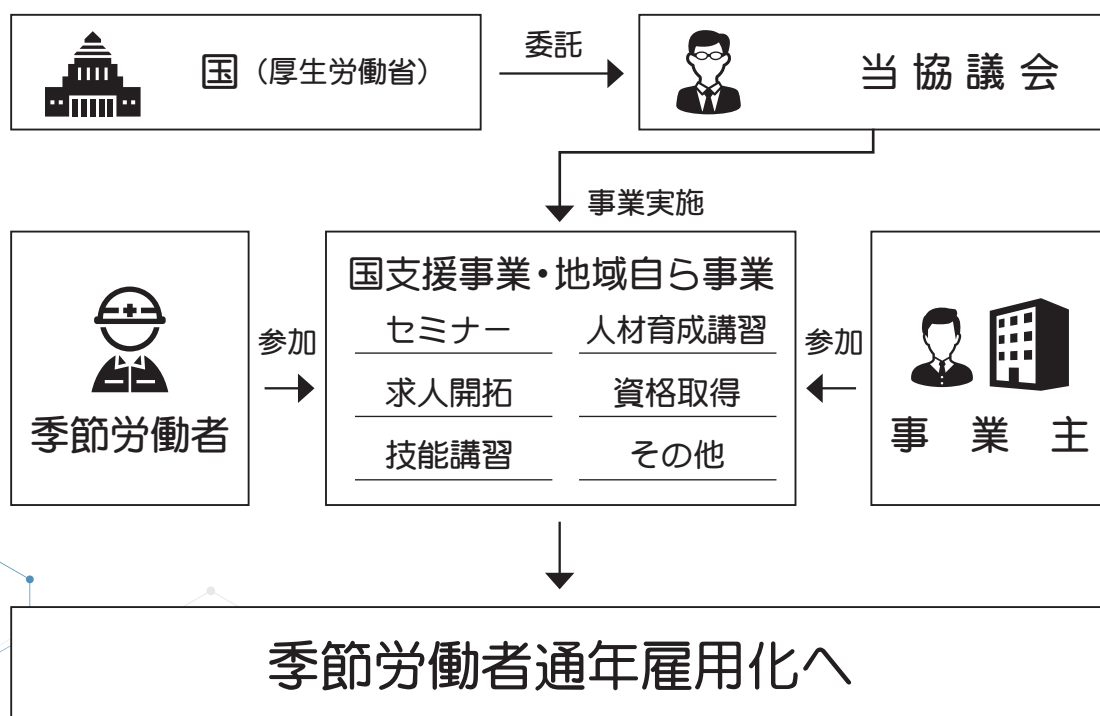 国（厚生労働省）
委託
当協議会
事業実施
季節労働者
参加
国支援事業・地域自ら事業
セミナー　人材育成講習
求人開拓　資格取得
技能講習　その他
参加
事業主
季節労働者通年雇用化へ